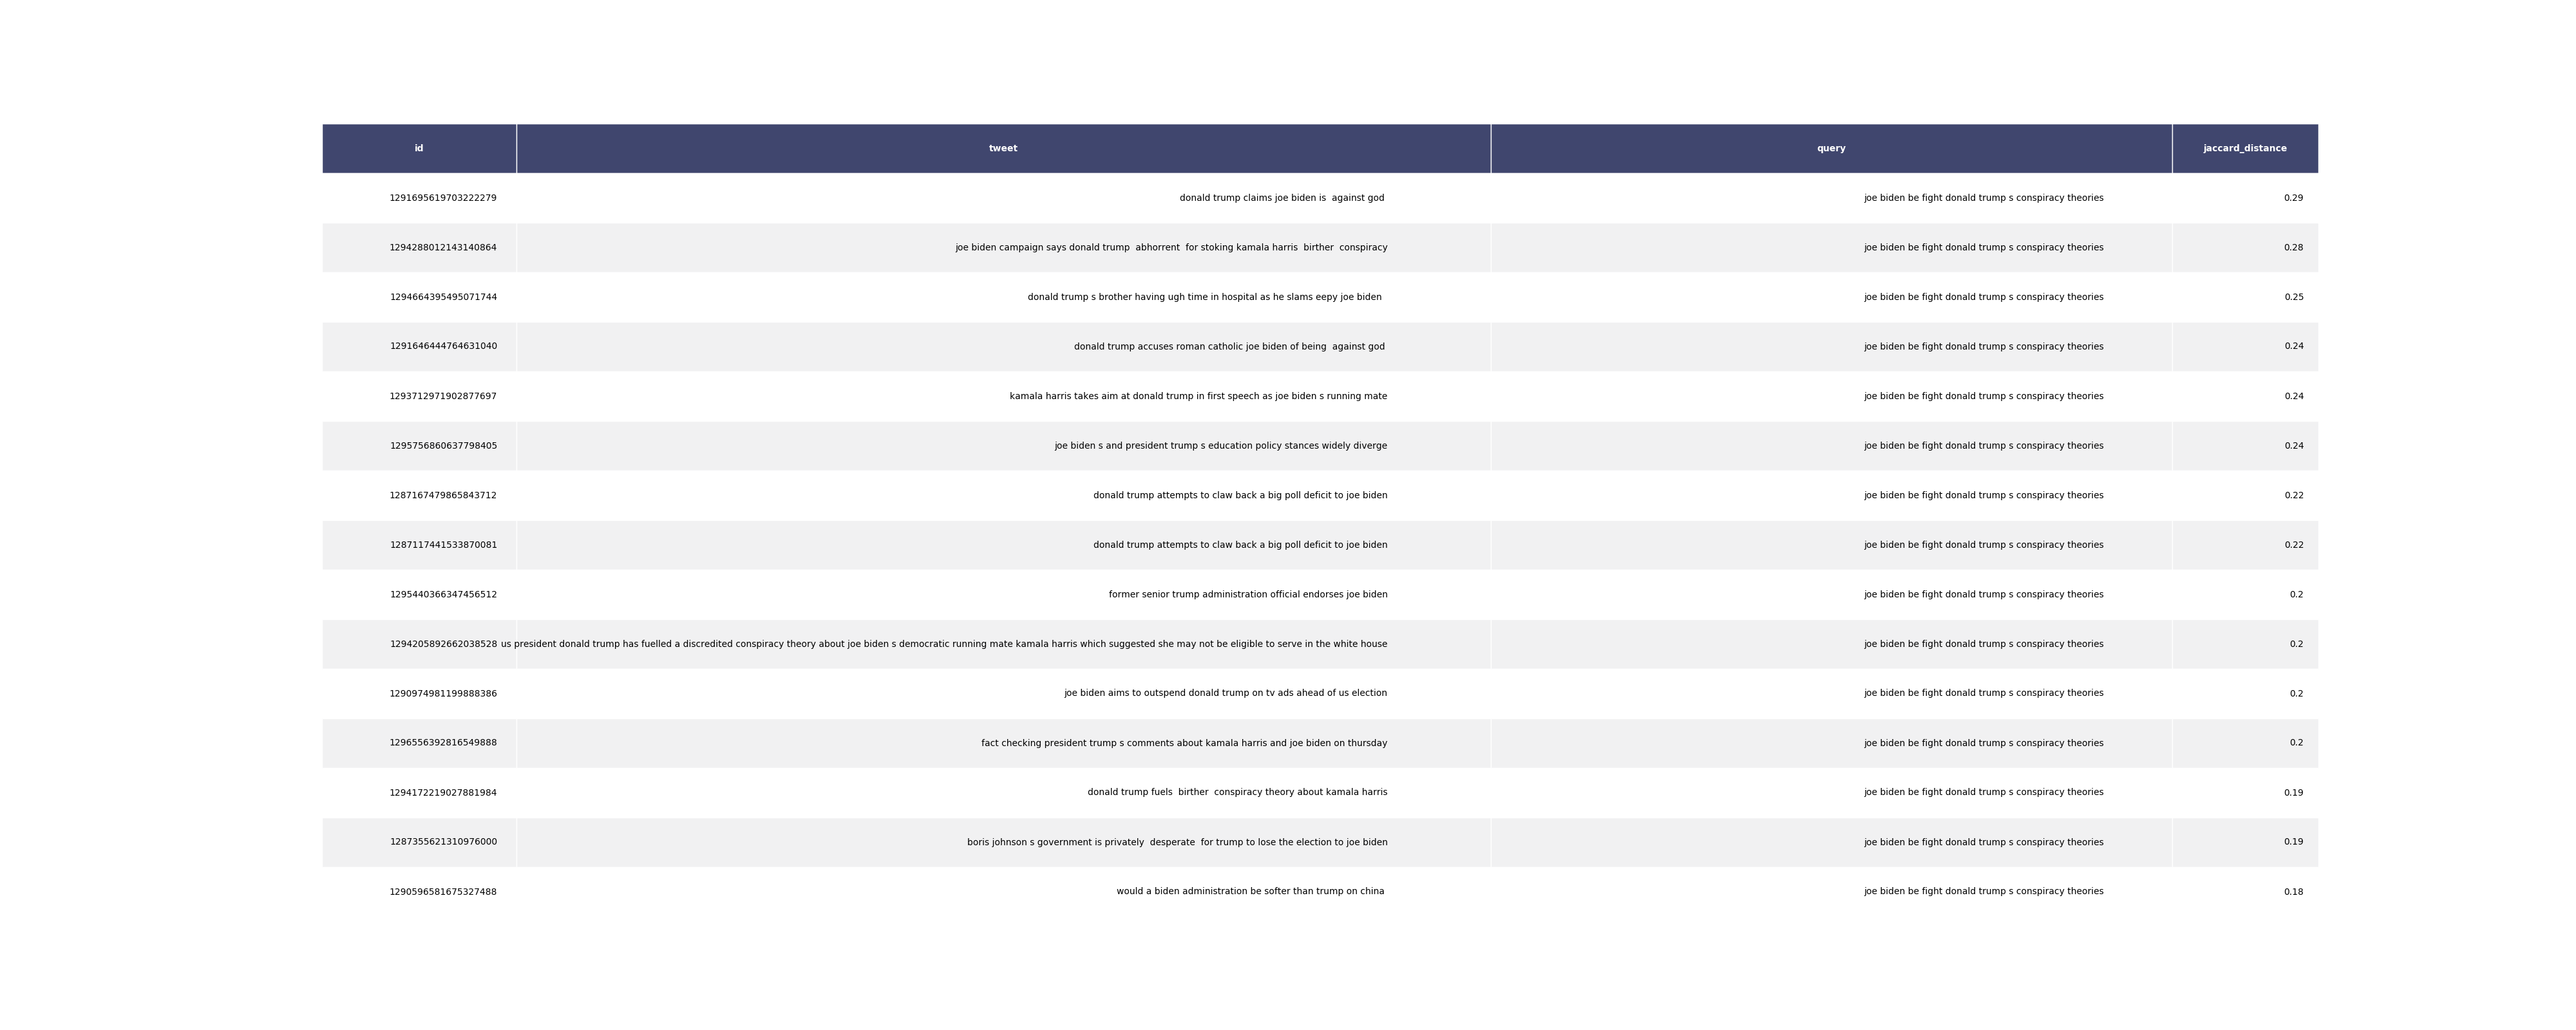 id tweet query jaccard_distance
1291695619703222279 donald trump claims joe biden is  against god joe biden be fight donald trump s conspiracy theories 0.29
1294288012143140864 joe biden campaign says donald trump  abhorrent  for stoking kamala harris  birther  conspiracy joe biden be fight donald trump s conspiracy theories 0.28
1294664395495071744 donald trump s brother having ugh time in hospital as he slams eepy joe biden joe biden be fight donald trump s conspiracy theories 0.25
1291646444764631040 donald trump accuses roman catholic joe biden of being  against god joe biden be fight donald trump s conspiracy theories 0.24
1293712971902877697 kamala harris takes aim at donald trump in first speech as joe biden s running mate joe biden be fight donald trump s conspiracy theories 0.24
1295756860637798405 joe biden s and president trump s education policy stances widely diverge joe biden be fight donald trump s conspiracy theories 0.24
1287167479865843712 donald trump attempts to claw back a big poll deficit to joe biden joe biden be fight donald trump s conspiracy theories 0.22
1287117441533870081 donald trump attempts to claw back a big poll deficit to joe biden joe biden be fight donald trump s conspiracy theories 0.22
1295440366347456512 former senior trump administration official endorses joe biden joe biden be fight donald trump s conspiracy theories 0.2
1294205892662038528 us president donald trump has fuelled a discredited conspiracy theory about joe biden s democratic running mate kamala harris which suggested she may not be eligible to serve in the white house joe biden be fight donald trump s conspiracy theories 0.2
1290974981199888386 joe biden aims to outspend donald trump on tv ads ahead of us election joe biden be fight donald trump s conspiracy theories 0.2
1296556392816549888 fact checking president trump s comments about kamala harris and joe biden on thursday joe biden be fight donald trump s conspiracy theories 0.2
1294172219027881984 donald trump fuels  birther  conspiracy theory about kamala harris joe biden be fight donald trump s conspiracy theories 0.19
1287355621310976000 boris johnson s government is privately  desperate  for trump to lose the election to joe biden joe biden be fight donald trump s conspiracy theories 0.19
1290596581675327488 would a biden administration be softer than trump on china joe biden be fight donald trump s conspiracy theories 0.18